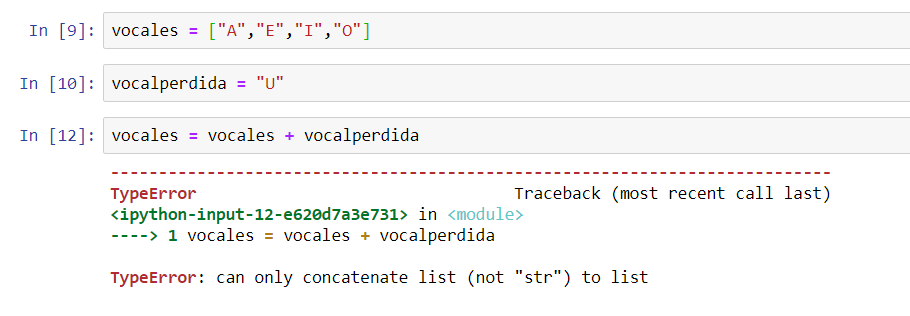 In [9]: vocales = ["A","E","I","O"]
In [10]: vocalperdida = "U"
In [12]: vocales = vocales + vocalperdida
---------------------------------------------------------------------------
TypeError                                 Traceback (most recent call last)
<ipython-input-12-e620d7a3e731> in <module>
----> 1 vocales = vocales + vocalperdida
TypeError: can only concatenate list (not "str") to list